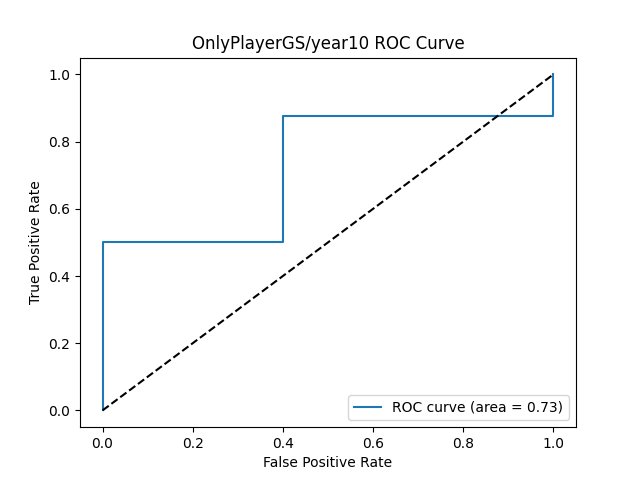 OnlyPlayerGS/year10 ROC Curve
1.0
0.8
0.6
0.4
0.2
0.0
True Positive Rate
0.0 0.2 0.4 0.6 0.8 1.0
False Positive Rate
ROC curve (area = 0.73)